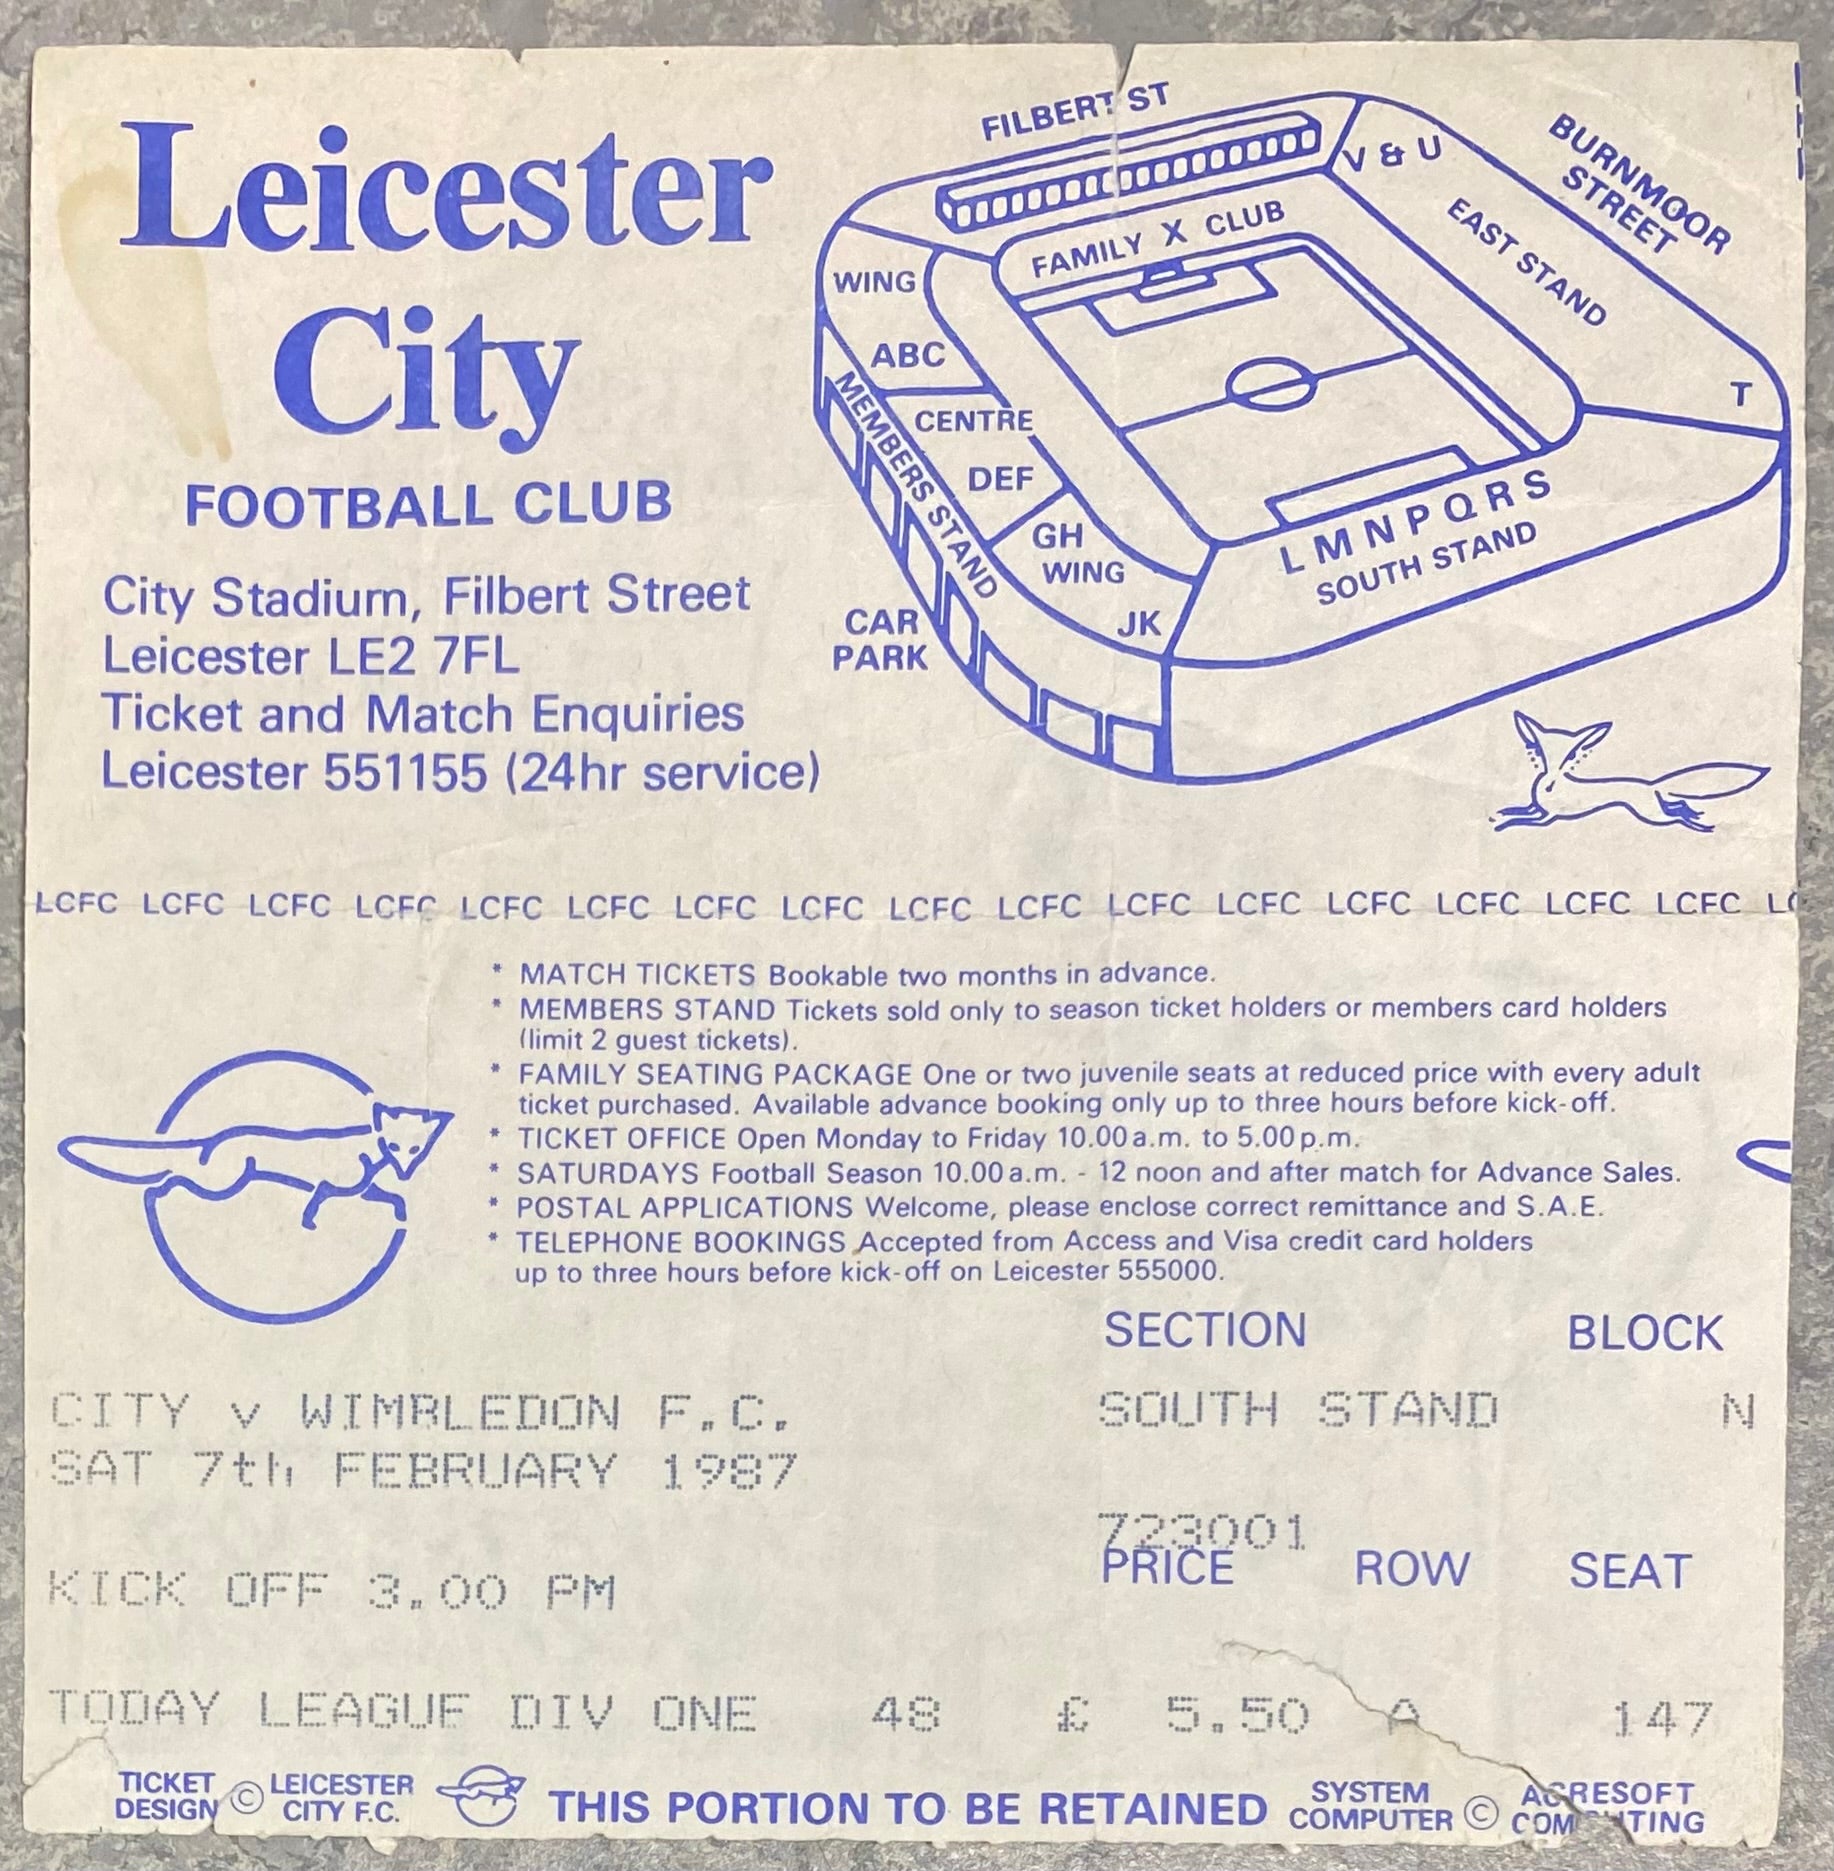 Leicester
City
FOOTBALL CLUB
City Stadium, Filbert Street
Leicester LE2 7FL
Ticket and Match Enquiries
Leicester 551155 (24hr service)
FILBERT ST
BURNMOOR
STREET
V & U
EAST STAND
FAMILY X CLUB
WING
ABC
T
CENTRE
MEMBERS STAND
DEF
GH
WING
JK
L M N P Q R S
SOUTH STAND
CAR
PARK
LCFC LCFC LCFC LCFC LCFC LCFC LCFC LCFC LCFC LCFC LCFC LCFC LCFC LCFC LCFC LCFC
* MATCH TICKETS Bookable two months in advance.
* MEMBERS STAND Tickets sold only to season ticket holders or members card holders
(limit 2 guest tickets).
* FAMILY SEATING PACKAGE One or two juvenile seats at reduced price with every adult
ticket purchased. Available advance booking only up to three hours before kick-off.
* TICKET OFFICE Open Monday to Friday 10.00a.m. to 5.00p.m.
* SATURDAYS Football Season 10.00a.m. - 12 noon and after match for Advance Sales.
* POSTAL APPLICATIONS Welcome, please enclose correct remittance and S.A.E.
* TELEPHONE BOOKINGS Accepted from Access and Visa credit card holders
up to three hours before kick-off on Leicester 555000.
SECTION BLOCK
CITY v WIMBLEDON F.C. SOUTH STAND N
SAT 7th FEBRUARY 1987
723001
PRICE ROW SEAT
KICK OFF 3.00 PM
TODAY LEAGUE DIV ONE 48 £ 5.50 A 147
TICKET
DESIGN © LEICESTER
CITY F.C.
THIS PORTION TO BE RETAINED
SYSTEM
COMPUTER ©
ACRESOFT